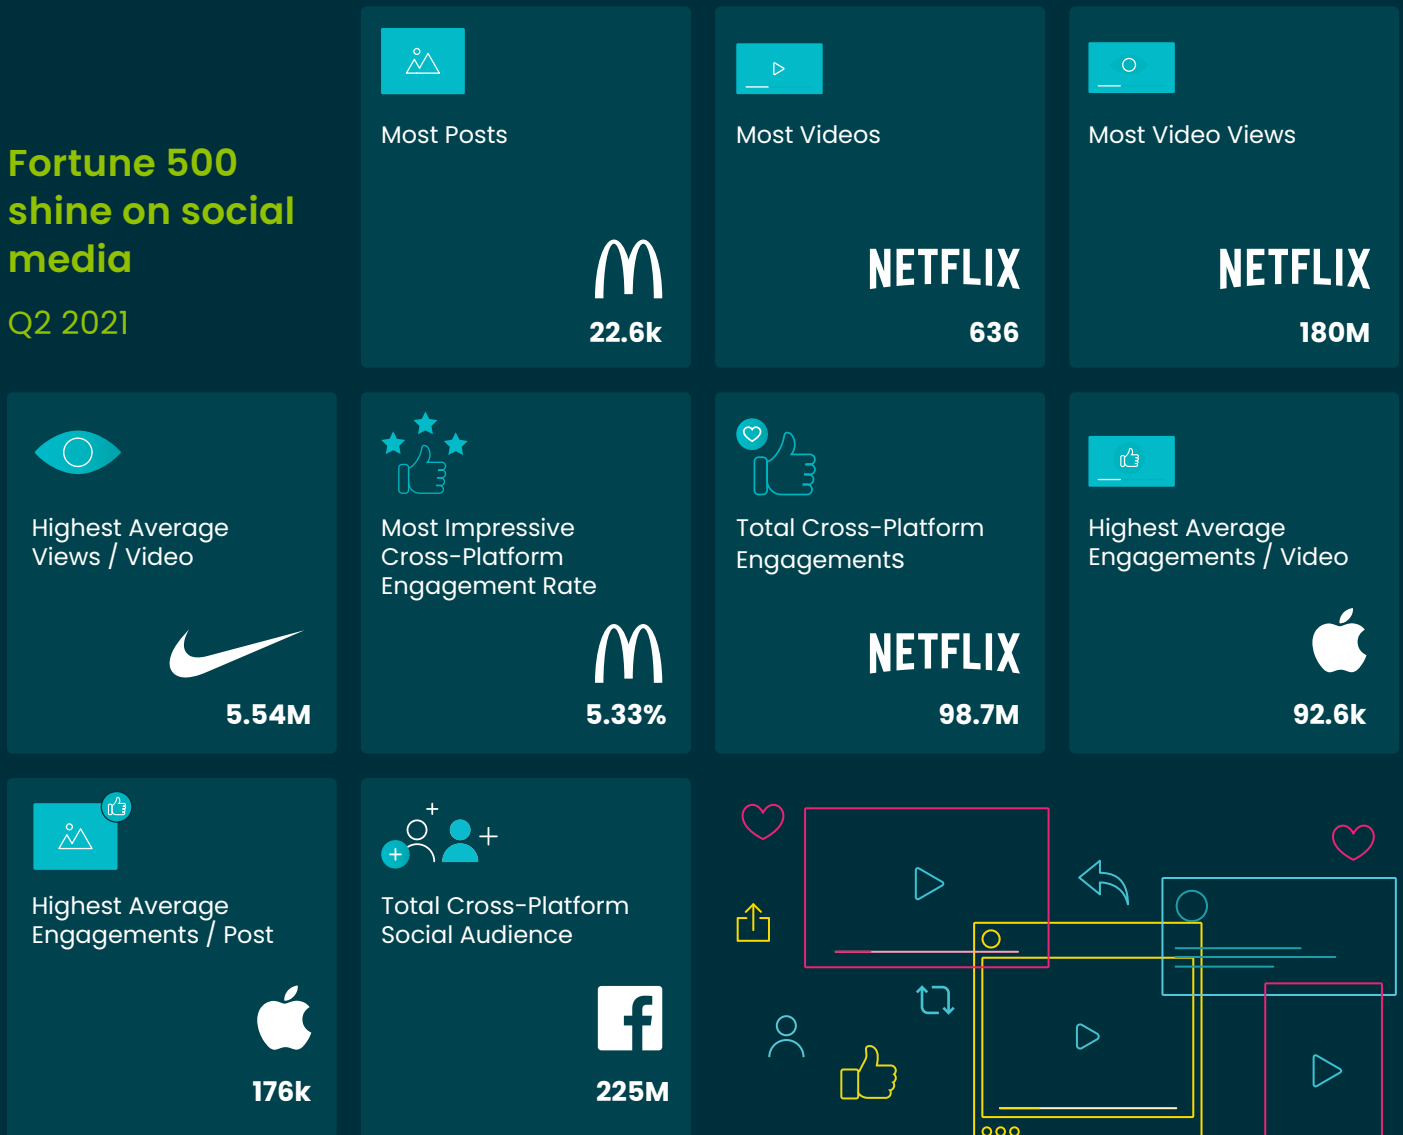 Fortune 500
shine on social
media
Q2 2021
Most Posts
22.6k
Most Videos
NETFLIX
636
Most Video Views
NETFLIX
180M
Highest Average
Views / Video
5.54M
Most Impressive
Cross-Platform
Engagement Rate
5.33%
Total Cross-Platform
Engagements
NETFLIX
98.7M
Highest Average
Engagements / Video
92.6k
Highest Average
Engagements / Post
176k
Total Cross-Platform
Social Audience
f
225M